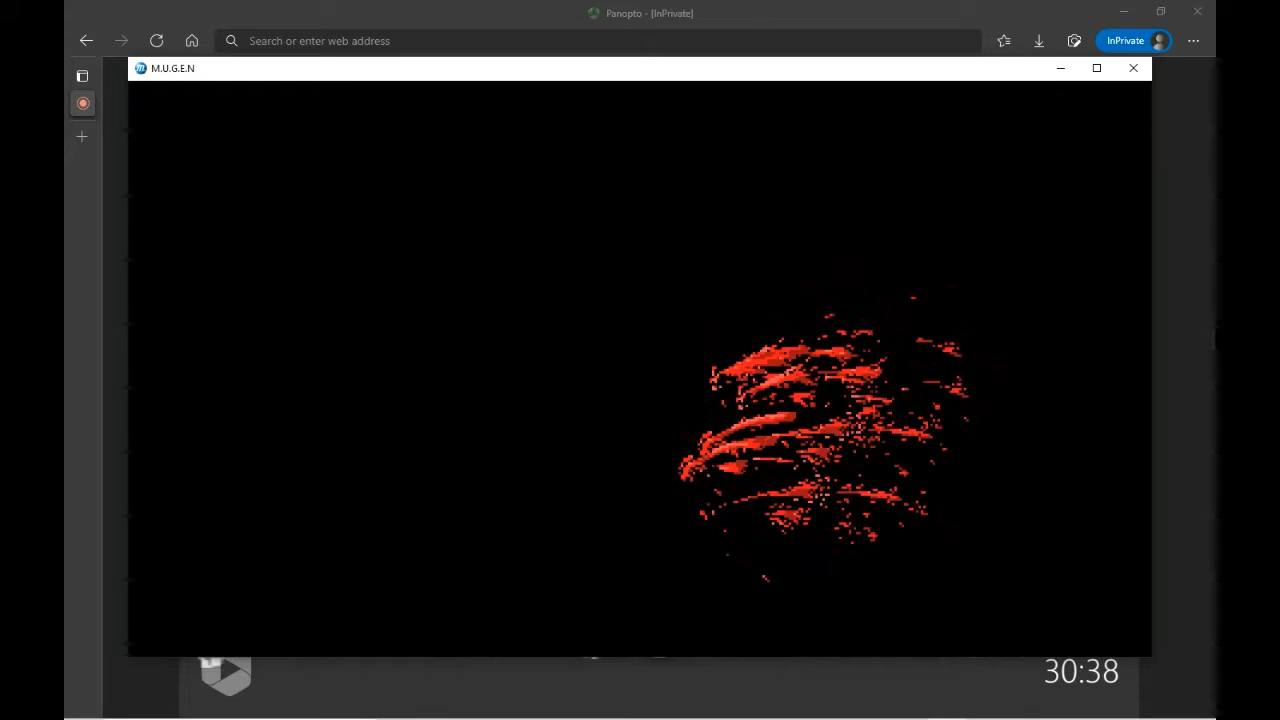 Panopto - [InPrivate]
Search or enter web address
InPrivate
M.U.G.E.N
30:38